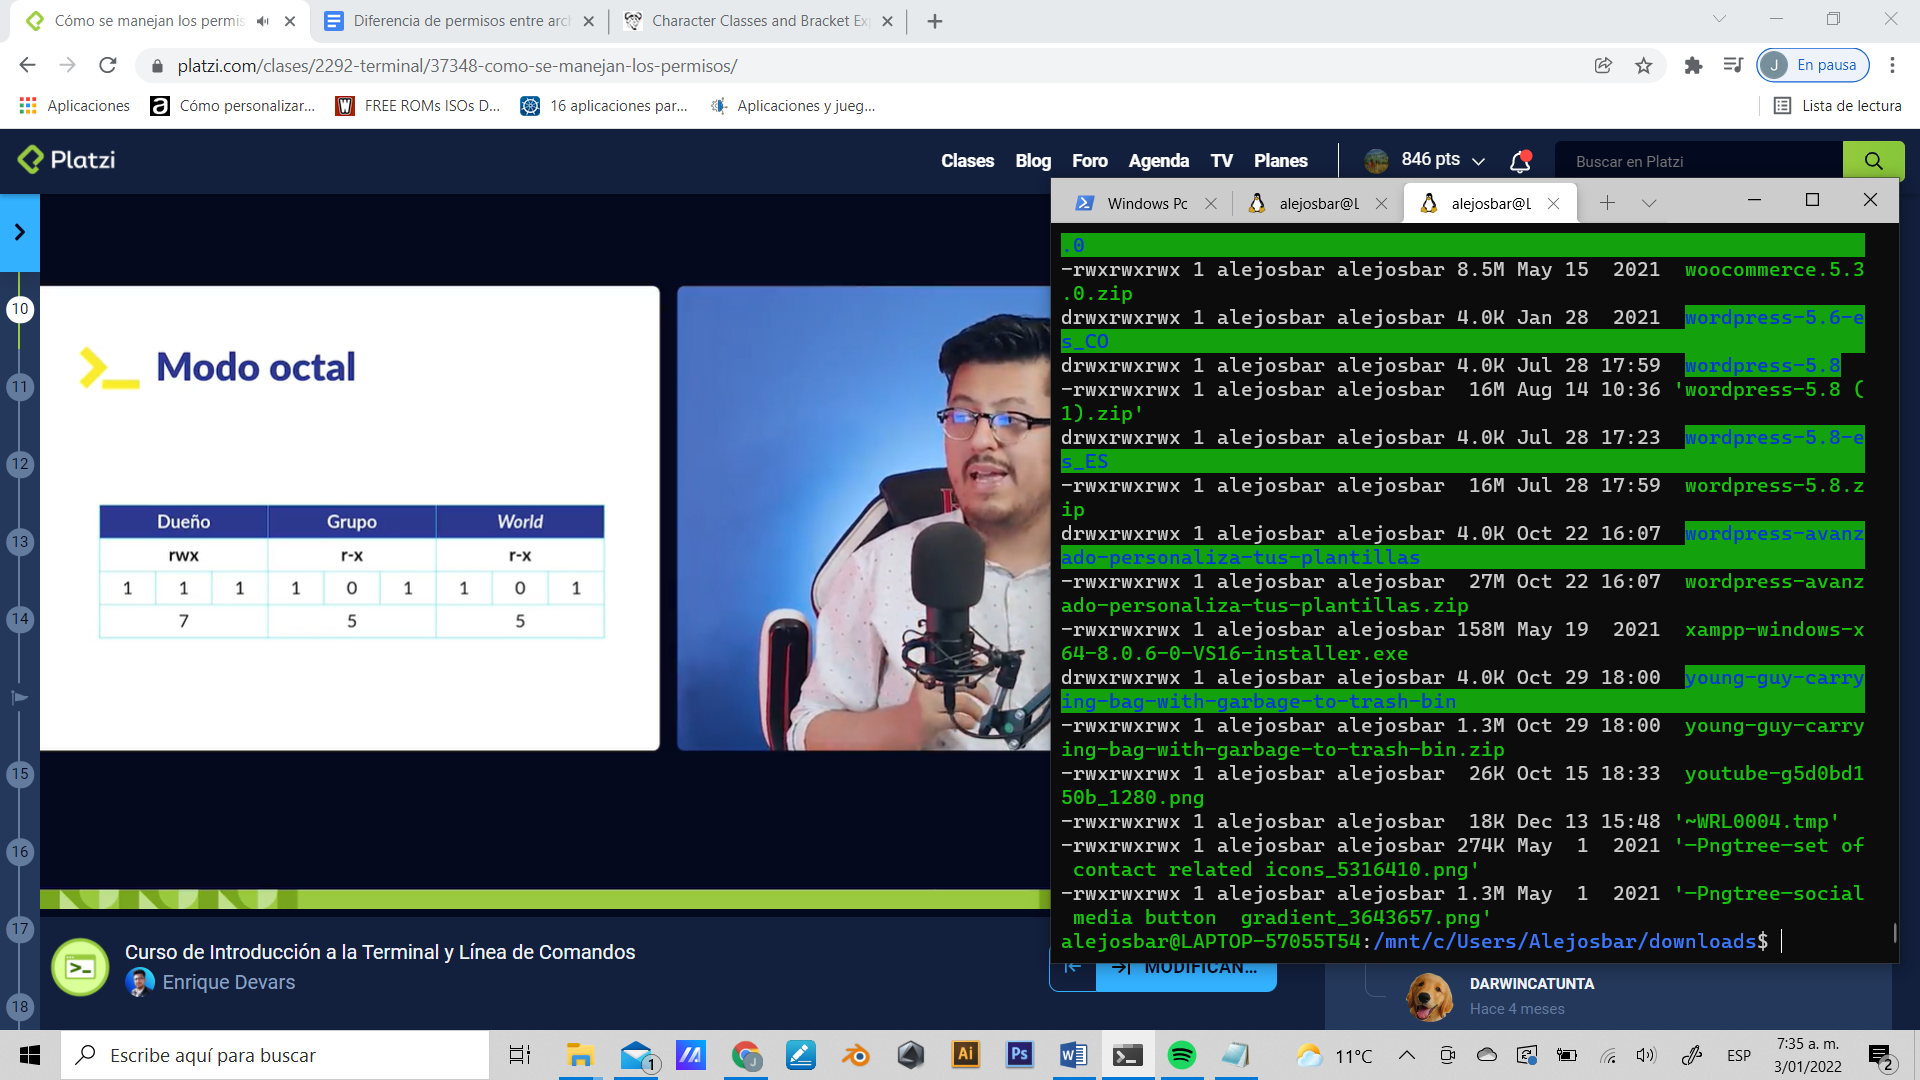 Cómo se manejan los permis
Diferencia de permisos entre arc
Character Classes and Bracket Ex
platzi.com/clases/2292-terminal/37348-como-se-manejan-los-permisos/
J
En pausa
Aplicaciones
Cómo personalizar...
FREE ROMs ISOs D...
16 aplicaciones par...
Aplicaciones y jueg...
Lista de lectura
Platzi
Clases
Blog
Foro
Agenda
TV
Planes
846 pts
Buscar en Platzi
10
11
12
13
14
15
16
17
18
Modo octal
Dueño Grupo World
rwx r-x r-x
1 1 1 1 0 1 1 0 1
7 5 5
Windows Pc
alejosbar@L
alejosbar@L
.0
-rwxrwxrwx 1 alejosbar alejosbar 8.5M May 15  2021  woocommerce.5.3
.0.zip
drwxrwxrwx 1 alejosbar alejosbar 4.0K Jan 28  2021  wordpress-5.6-e
s_CO
drwxrwxrwx 1 alejosbar alejosbar 4.0K Jul 28 17:59  wordpress-5.8
-rwxrwxrwx 1 alejosbar alejosbar  16M Aug 14 10:36 'wordpress-5.8 (
1).zip'
drwxrwxrwx 1 alejosbar alejosbar 4.0K Jul 28 17:23  wordpress-5.8-e
s_ES
-rwxrwxrwx 1 alejosbar alejosbar  16M Jul 28 17:59  wordpress-5.8.z
ip
drwxrwxrwx 1 alejosbar alejosbar 4.0K Oct 22 16:07  wordpress-avanz
ado-personaliza-tus-plantillas
-rwxrwxrwx 1 alejosbar alejosbar  27M Oct 22 16:07  wordpress-avanz
ado-personaliza-tus-plantillas.zip
-rwxrwxrwx 1 alejosbar alejosbar 158M May 19  2021  xampp-windows-x
64-8.0.6-0-VS16-installer.exe
drwxrwxrwx 1 alejosbar alejosbar 4.0K Oct 29 18:00  young-guy-carry
ing-bag-with-garbage-to-trash-bin
-rwxrwxrwx 1 alejosbar alejosbar 1.3M Oct 29 18:00  young-guy-carry
ing-bag-with-garbage-to-trash-bin.zip
-rwxrwxrwx 1 alejosbar alejosbar  26K Oct 15 18:33  youtube-g5d0bd1
50b_1280.png
-rwxrwxrwx 1 alejosbar alejosbar  18K Dec 13 15:48 '~WRL0004.tmp'
-rwxrwxrwx 1 alejosbar alejosbar 274K May  1  2021 '-Pngtree-set of
 contact related icons_5316410.png'
-rwxrwxrwx 1 alejosbar alejosbar 1.3M May  1  2021 '-Pngtree-social
 media button  gradient_3643657.png'
alejosbar@LAPTOP-57055T54:/mnt/c/Users/Alejosbar/downloads$
Curso de Introducción a la Terminal y Línea de Comandos
Enrique Devars
MODIFICAN...
DARWINCATUNTA
Hace 4 meses
Escribe aquí para buscar
1
J
Ai
Ps
11°C
ESP
7:35 a. m.
3/01/2022
2